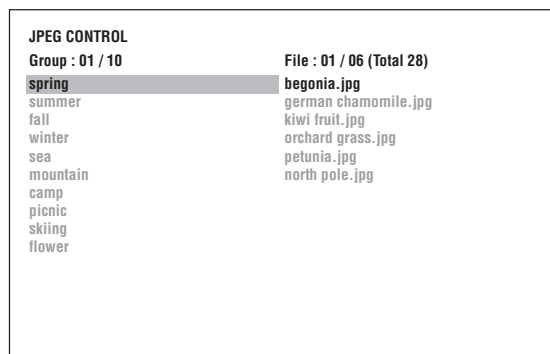 JPEG CONTROL
Group : 01 / 10
spring
summer
fall
winter
sea
mountain
camp
picnic
skiing
flower
File : 01 / 06 (Total 28)
begonia.jpg
german chamomile.jpg
kiwi fruit.jpg
orchard grass.jpg
petunia.jpg
north pole.jpg